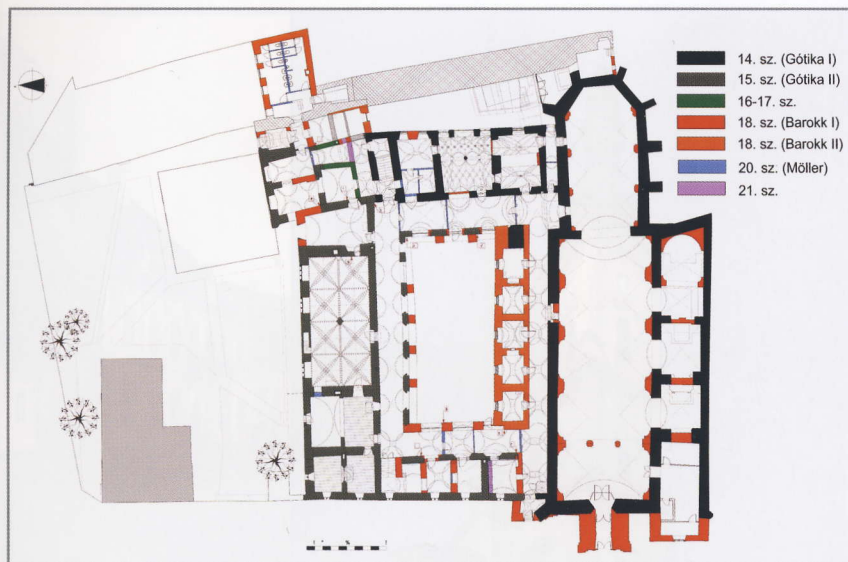 14. sz. (Gótika I)
15. sz. (Gótika II)
16-17. sz.
18. sz. (Barokk I)
18. sz. (Barokk II)
20. sz. (Möller)
21. sz.